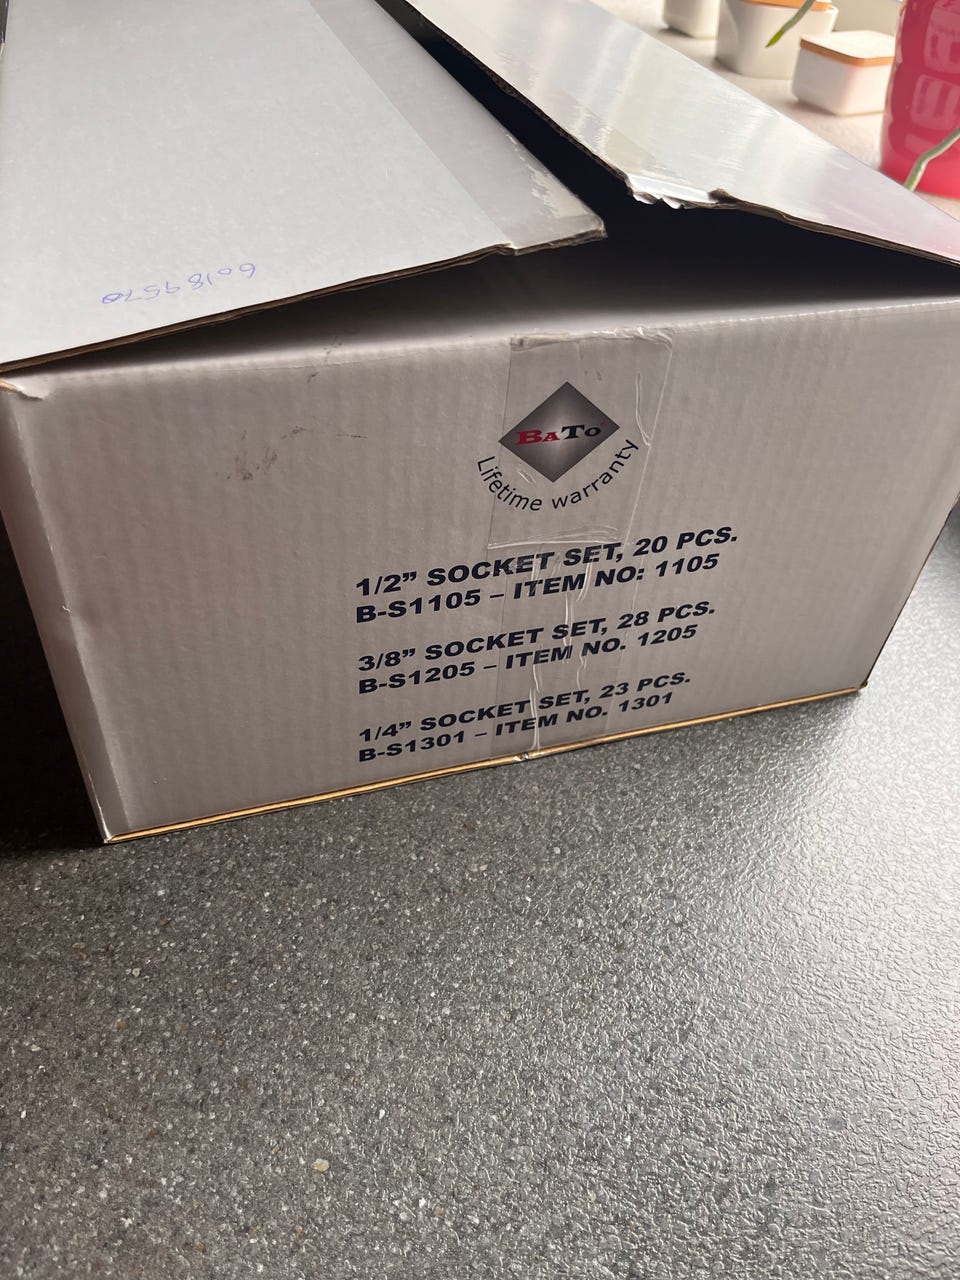 60189570
BATO
Lifetime warranty
1/2” SOCKET SET, 20 PCS.
B-S1105 – ITEM NO: 1105
3/8” SOCKET SET, 28 PCS.
B-S1205 – ITEM NO. 1205
1/4” SOCKET SET, 23 PCS.
B-S1301 – ITEM NO. 1301